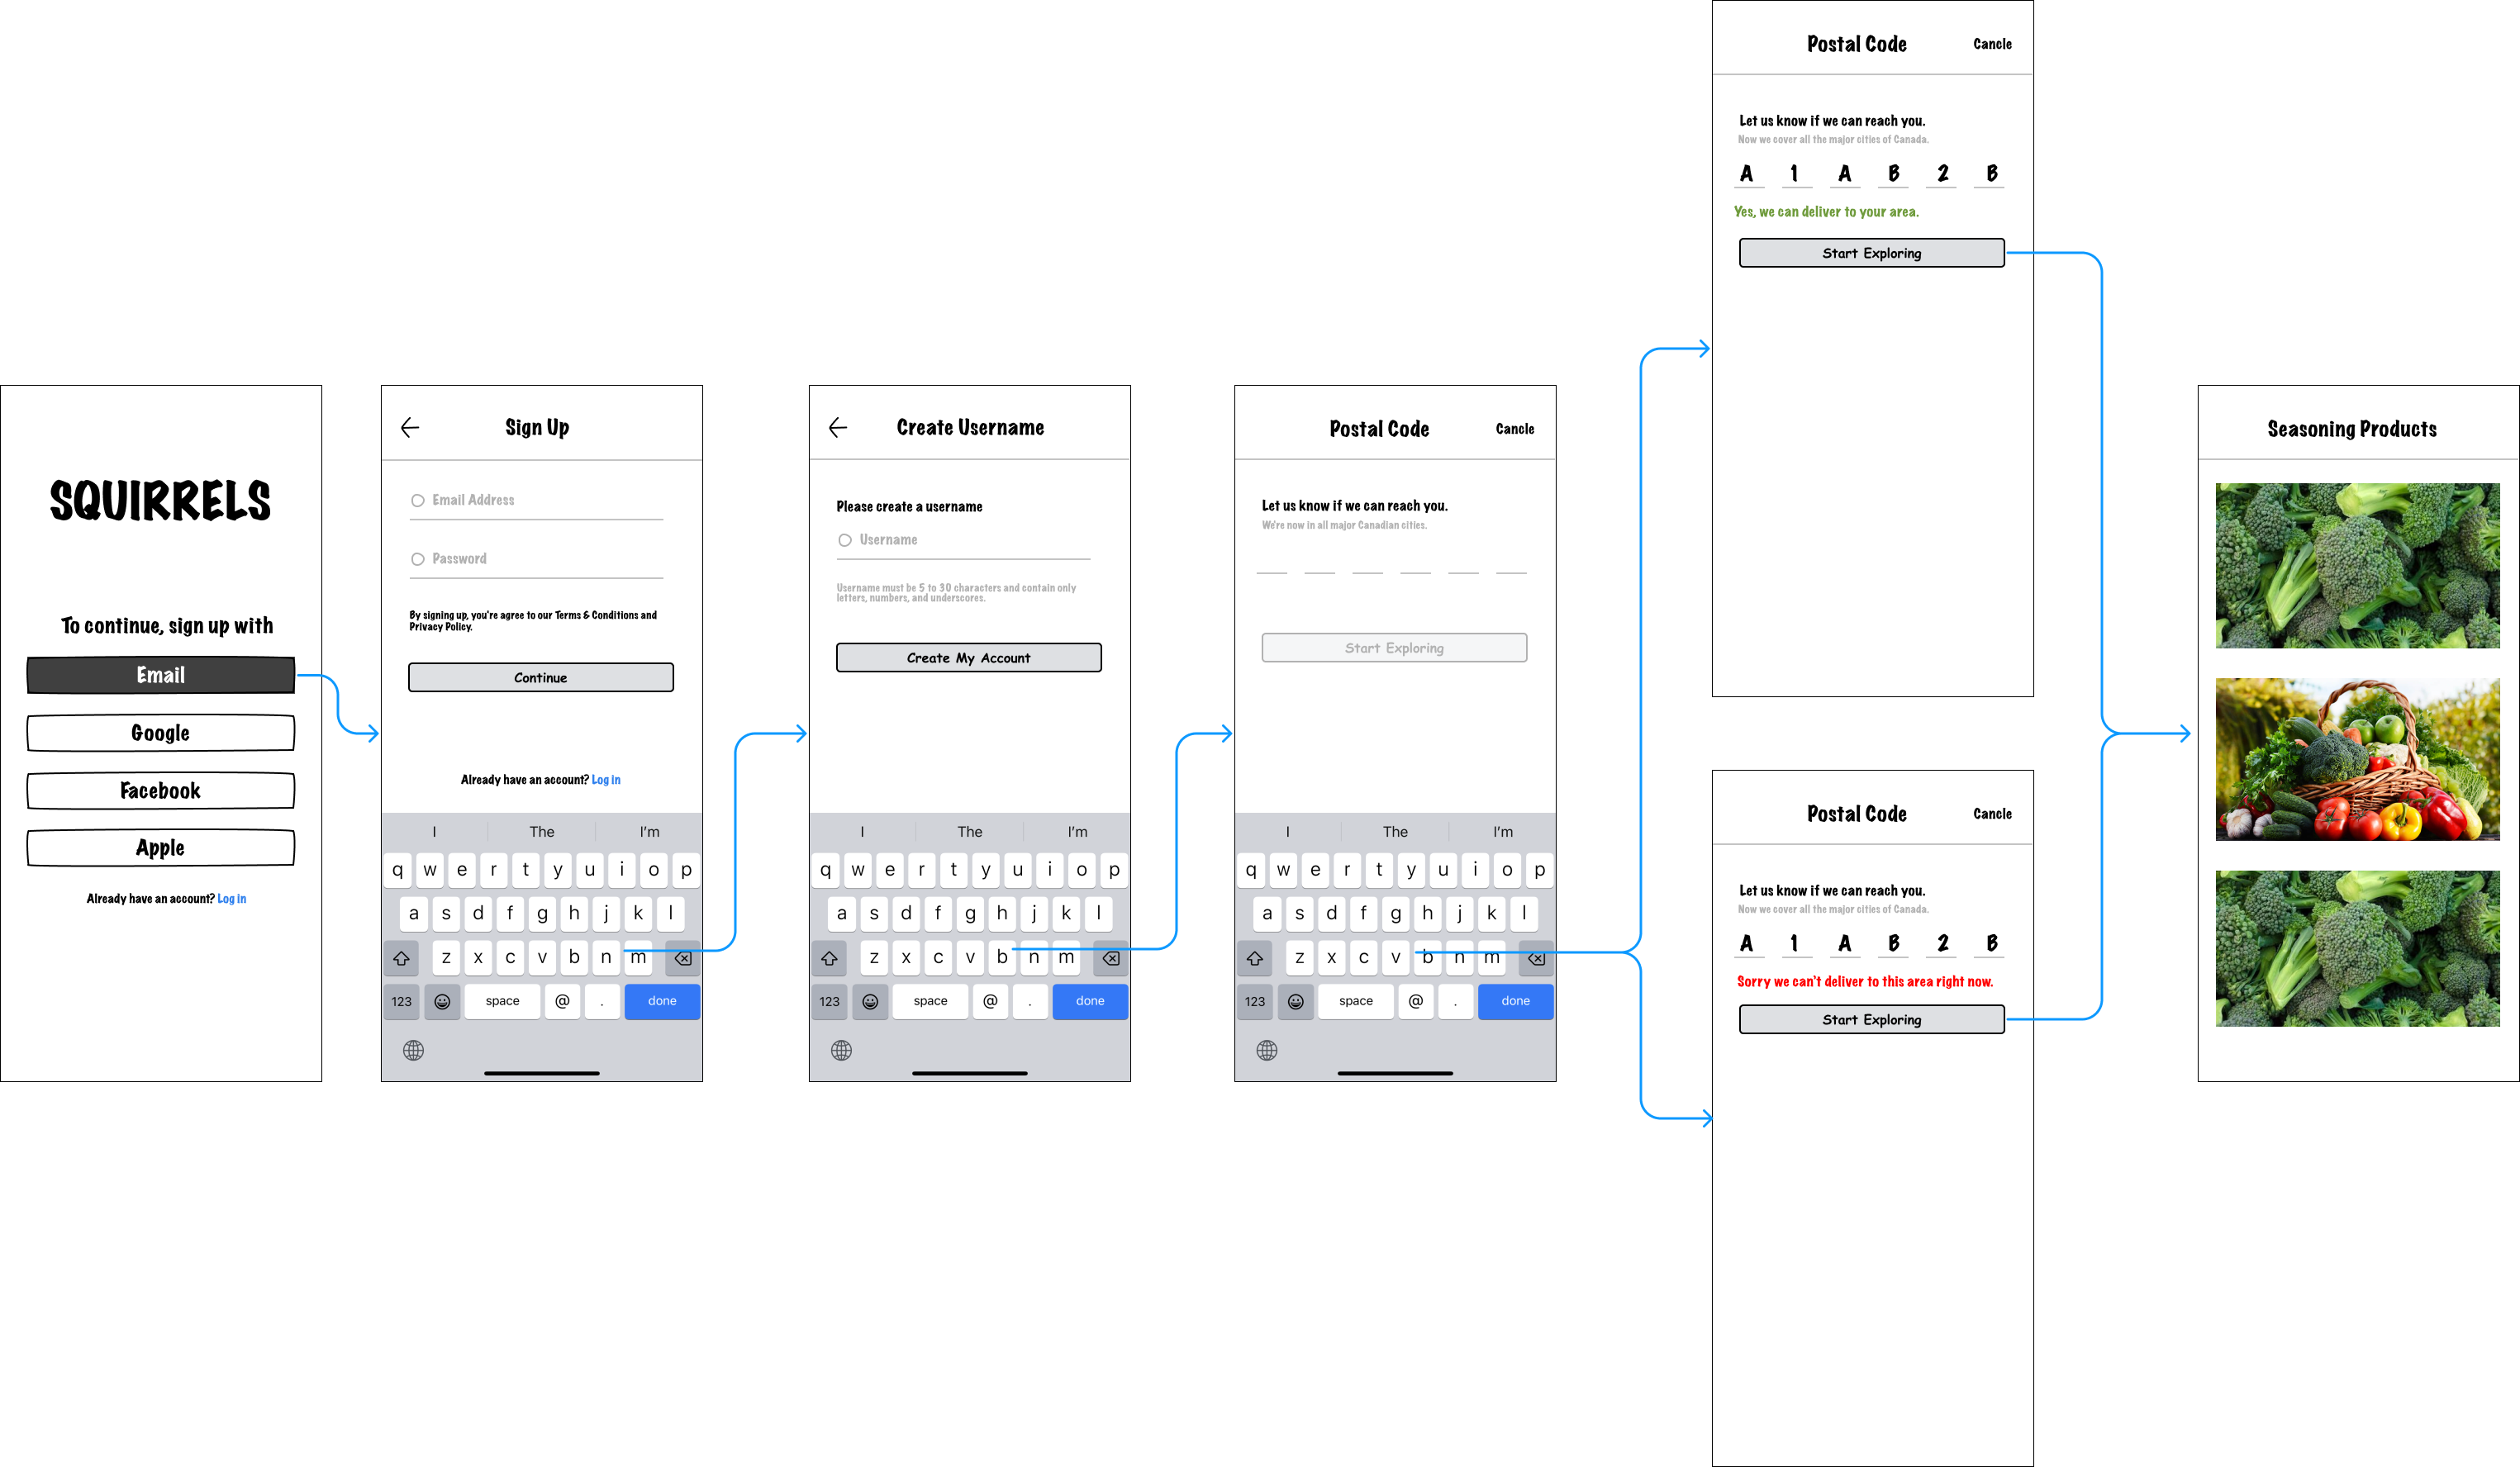 SQUIRRELS
To continue, sign up with
Email
Google
Facebook
Apple
Already have an account? Log in
Sign Up
Email Address
Password
By signing up, you're agree to our Terms & Conditions and
Privacy Policy.
Continue
Already have an account? Log in
I The I'm
q w e r t y u i o p
a s d f g h j k l
z x c v b n m
123 space @ . done
Create Username
Please create a username
Username
Username must be 5 to 30 characters and contain only
letters, numbers, and underscores.
Create My Account
I The I'm
q w e r t y u i o p
a s d f g h j k l
z x c v b n m
123 space @ . done
Postal Code Cancle
Let us know if we can reach you.
We're now in all major Canadian cities.
Start Exploring
I The I'm
q w e r t y u i o p
a s d f g h j k l
z x c v b n m
123 space @ . done
Postal Code Cancle
Let us know if we can reach you.
Now we cover all the major cities of Canada.
A 1 A B 2 B
Yes, we can deliver to your area.
Start Exploring
Postal Code Cancle
Let us know if we can reach you.
Now we cover all the major cities of Canada.
A 1 A B 2 B
Sorry we can't deliver to this area right now.
Start Exploring
Seasoning Products